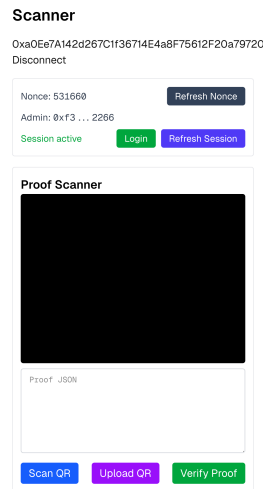 Scanner
0xa0Ee7A142d267C1f36714E4a8F75612F20a79720
Disconnect
Nonce: 531660
Refresh Nonce
Admin: 0xf3...2266
Session active
Login
Refresh Session
Proof Scanner
Proof JSON
Scan QR
Upload QR
Verify Proof